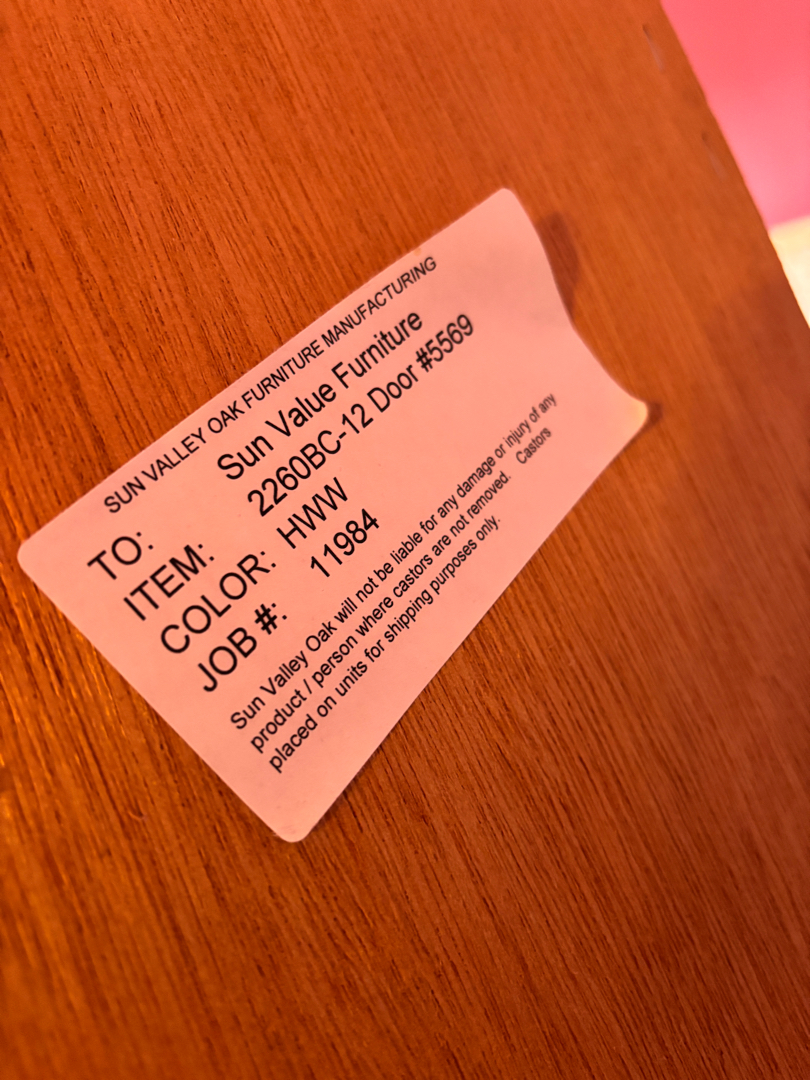 SUN VALLEY OAK FURNITURE MANUFACTURING
TO: Sun Value Furniture
ITEM: 2260BC-12 Door #5569
COLOR: HWW
JOB #: 11984
Sun Valley Oak will not be liable for any damage or injury of any
product / person where castors are not removed. Castors
placed on units for shipping purposes only.